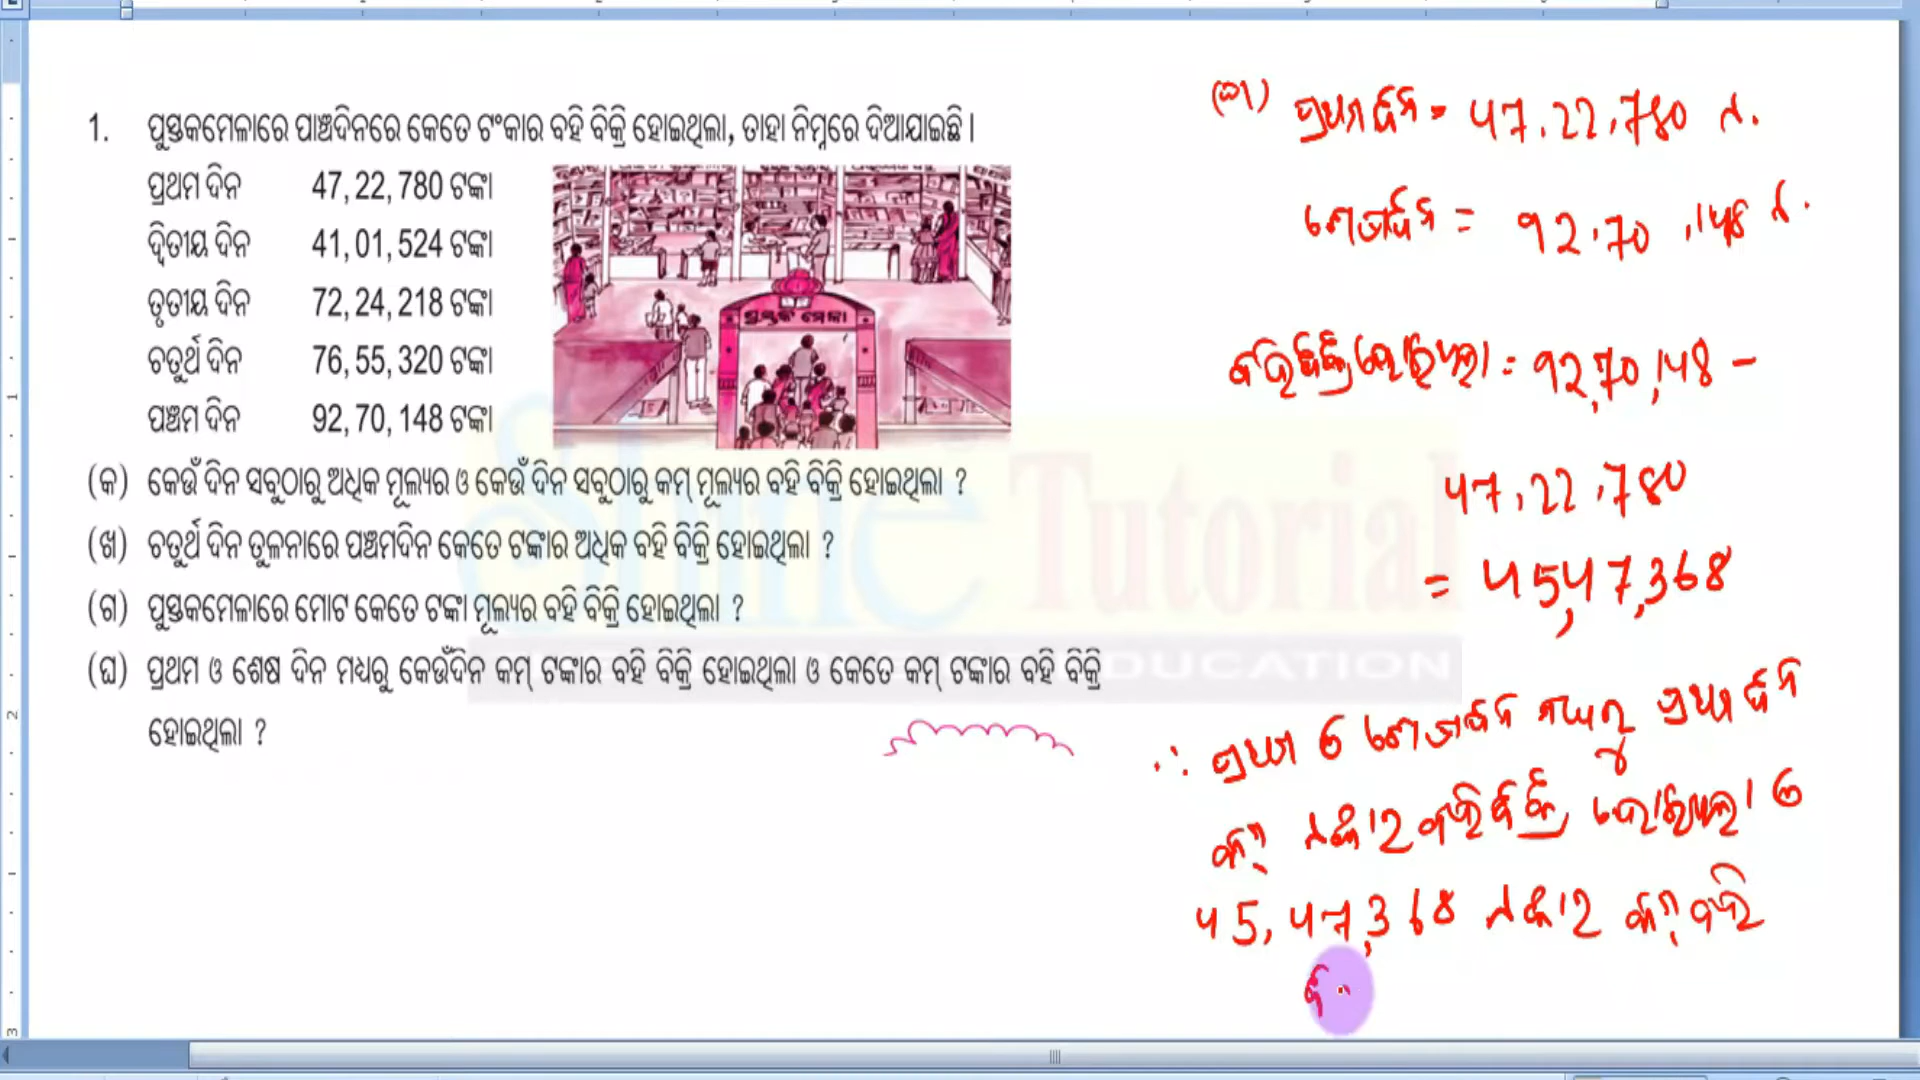 1. ପୁସ୍ତକମେଳାରେ ପାଞ୍ଚଦିନରେ କେତେ ଟଂକାର ବହି ବିକ୍ରି ହୋଇଥିଲା, ତାହା ନିମ୍ନରେ ଦିଆଯାଇଛି ।
ପ୍ରଥମ ଦିନ 47, 22, 780 ଟଙ୍କା
ଦ୍ୱିତୀୟ ଦିନ 41, 01, 524 ଟଙ୍କା
ତୃତୀୟ ଦିନ 72, 24, 218 ଟଙ୍କା
ଚତୁର୍ଥ ଦିନ 76, 55, 320 ଟଙ୍କା
ପଞ୍ଚମ ଦିନ 92, 70, 148 ଟଙ୍କା
ପୁସ୍ତକ ମେଳା
(କ) କେଉଁ ଦିନ ସବୁଠାରୁ ଅଧିକ ମୂଲ୍ୟର ଓ କେଉଁ ଦିନ ସବୁଠାରୁ କମ୍ ମୂଲ୍ୟର ବହି ବିକ୍ରି ହୋଇଥିଲା ?
(ଖ) ଚତୁର୍ଥ ଦିନ ତୁଳନାରେ ପଞ୍ଚମଦିନ କେତେ ଟଙ୍କାର ଅଧିକ ବହି ବିକ୍ରି ହୋଇଥିଲା ?
(ଗ) ପୁସ୍ତକମେଳାରେ ମୋଟ କେତେ ଟଙ୍କା ମୂଲ୍ୟର ବହି ବିକ୍ରି ହୋଇଥିଲା ?
(ଘ) ପ୍ରଥମ ଓ ଶେଷ ଦିନ ମଧ୍ୟରୁ କେଉଁଦିନ କମ୍ ଟଙ୍କାର ବହି ବିକ୍ରି ହୋଇଥିଲା ଓ କେତେ କମ୍ ଟଙ୍କାର ବହି ବିକ୍ରି
ହୋଇଥିଲା ?
Shine Tutorial
EDUCATION
(ଘ) ପ୍ରଥମ ଦିନ = 47,22,780 ଟ.
ଶେଷ ଦିନ = 92,70,148 ଟ.
ବହି ବିକ୍ରି ହୋଇଥିଲା = 92,70,148 –
47,22,780
= 45,47,368
∴ ପ୍ରଥମ ଓ ଶେଷ ଦିନ ମଧ୍ୟରୁ ପ୍ରଥମ ଦିନ
କମ୍ ଟଙ୍କାର ବହି ବିକ୍ରି ହୋଇଥିଲା ଓ
45,47,368 ଟଙ୍କାର କମ୍ ବହି